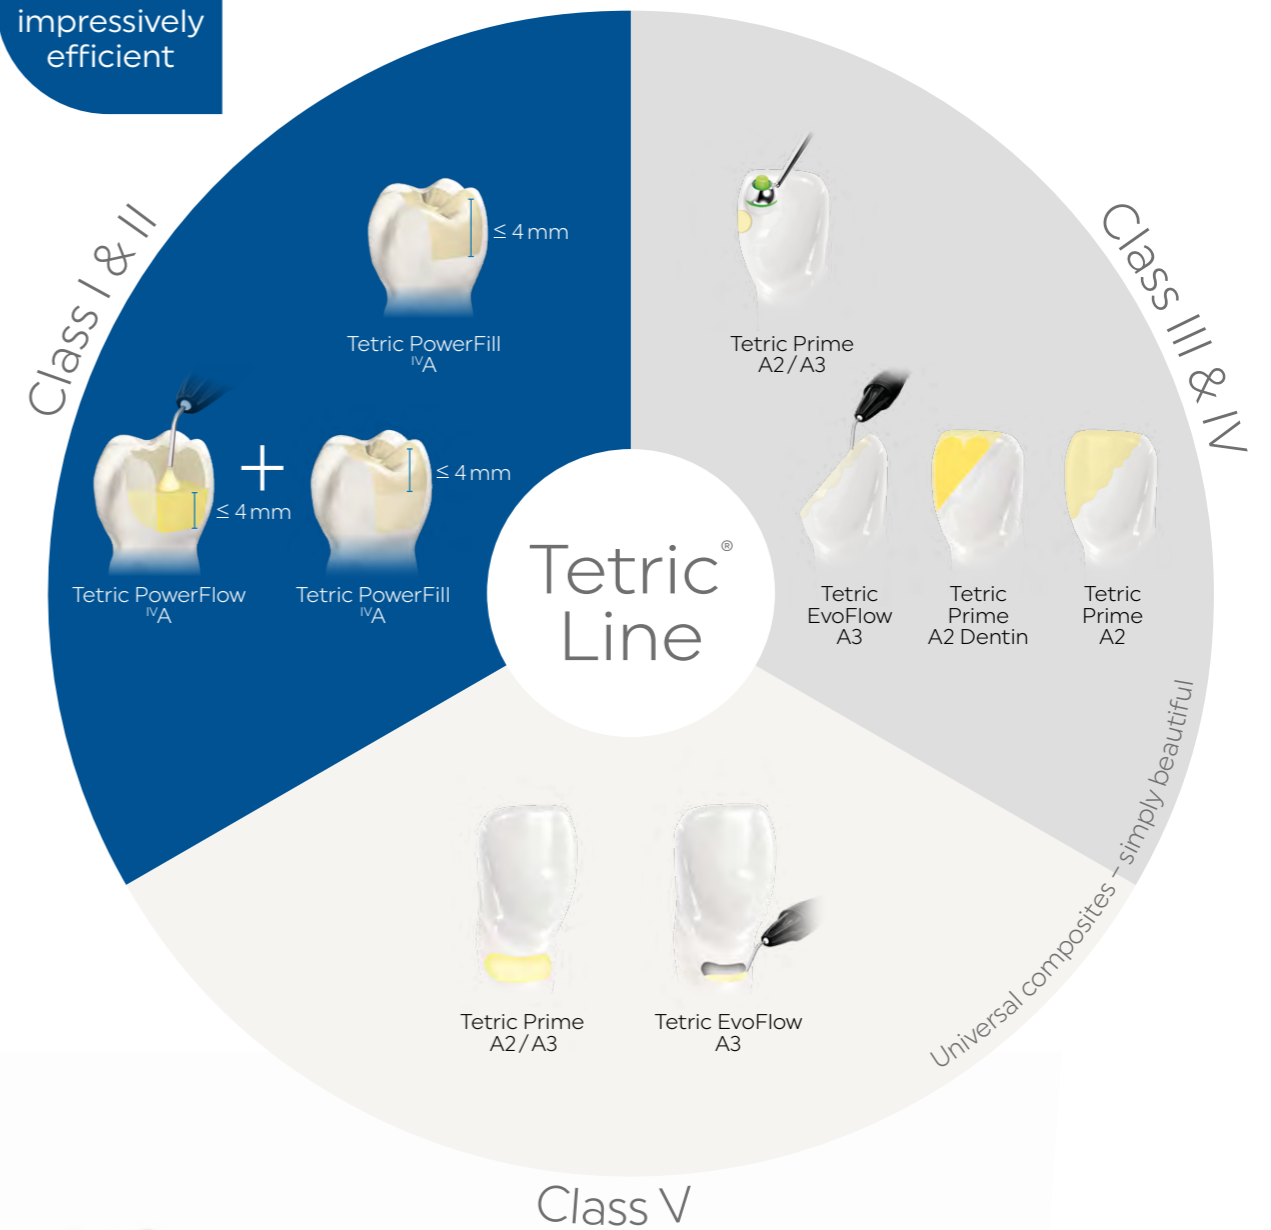 impressively
efficient
Class I & II
≤ 4 mm
Tetric PowerFill
IVA
+
≤ 4 mm
≤ 4 mm
Tetric PowerFlow
IVA
Tetric PowerFill
IVA
Class III & IV
Tetric Prime
A2 / A3
Tetric
EvoFlow
A3
Tetric
Prime
A2 Dentin
Tetric
Prime
A2
Tetric®
Line
Universal composites – simply beautiful
Tetric Prime
A2 / A3
Tetric EvoFlow
A3
Class V